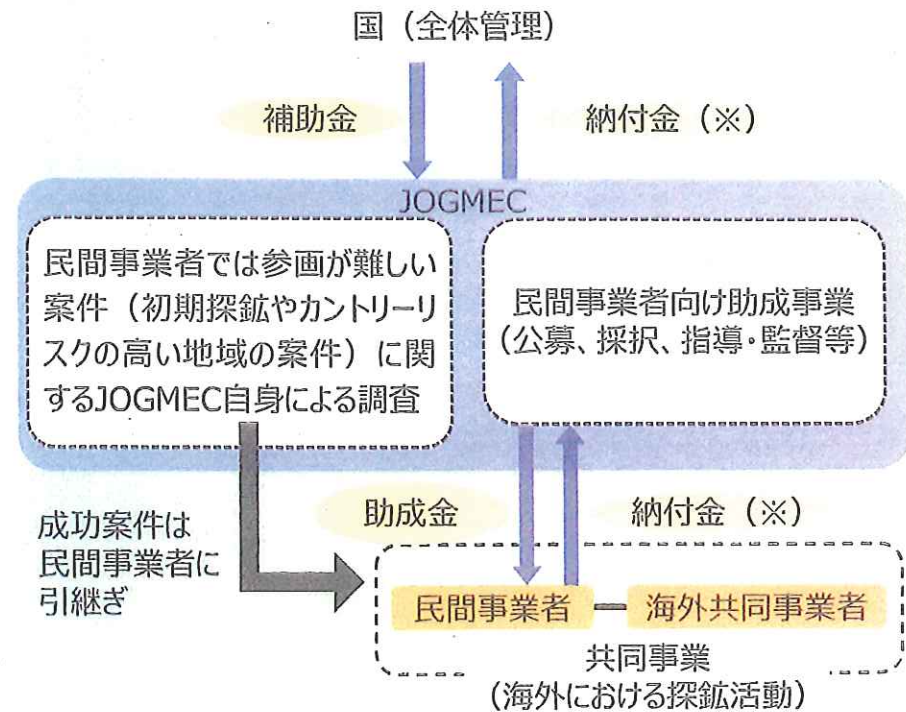 国（全体管理）
補助金
納付金（※）
JOGMEC
民間事業者では参画が難しい
案件（初期探鉱やカントリーリ
スクの高い地域の案件）に関
するJOGMEC自身による調査
民間事業者向け助成事業
（公募、採択、指導・監督等）
成功案件は
民間事業者に
引継ぎ
助成金
納付金（※）
民間事業者
海外共同事業者
共同事業
（海外における探鉱活動）